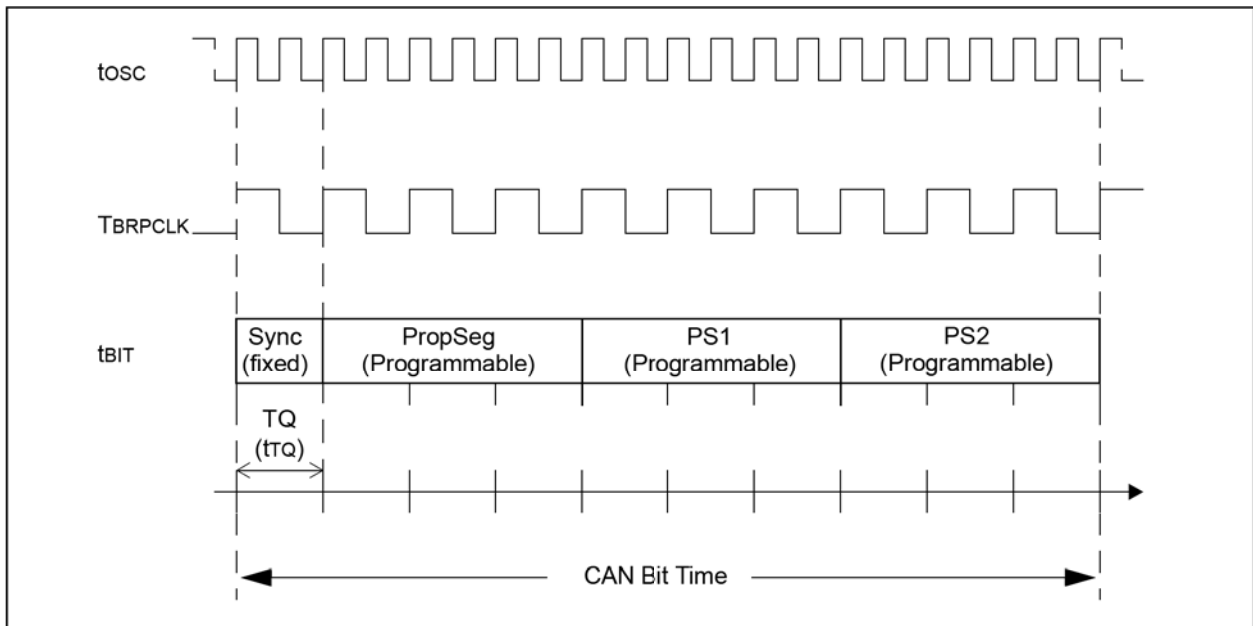 tOSC
TBRPCLK
tBIT
Sync
(fixed)
PropSeg
(Programmable)
PS1
(Programmable)
PS2
(Programmable)
TQ
(tTQ)
CAN Bit Time